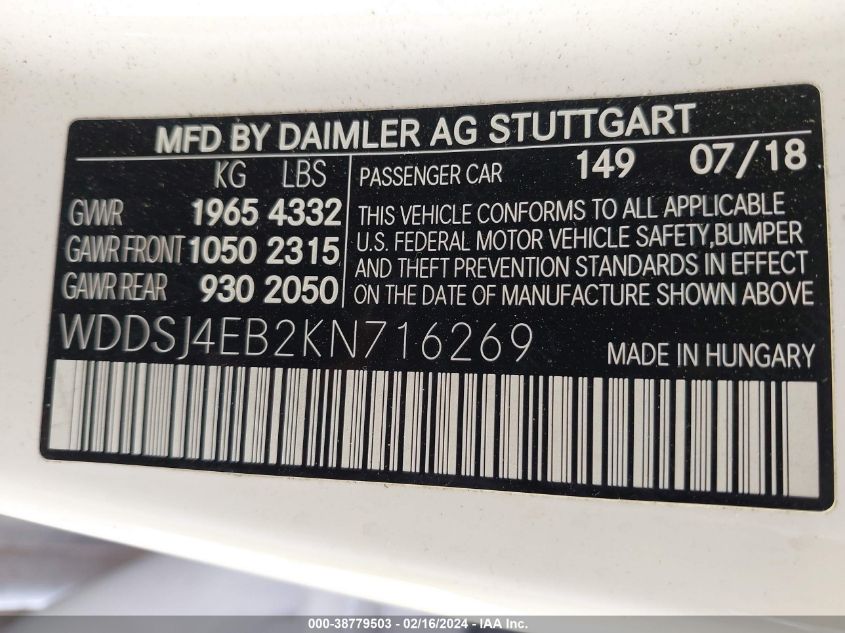 MFD BY DAIMLER AG STUTTGART
KG LBS
GVWR 1965 4332
GAWR FRONT 1050 2315
GAWR REAR 930 2050
PASSENGER CAR 149 07/18
THIS VEHICLE CONFORMS TO ALL APPLICABLE
U.S. FEDERAL MOTOR VEHICLE SAFETY,BUMPER
AND THEFT PREVENTION STANDARDS IN EFFECT
ON THE DATE OF MANUFACTURE SHOWN ABOVE
WDDSJ4EB2KN716269
MADE IN HUNGARY
000-38779503 - 02/16/2024 - IAA Inc.